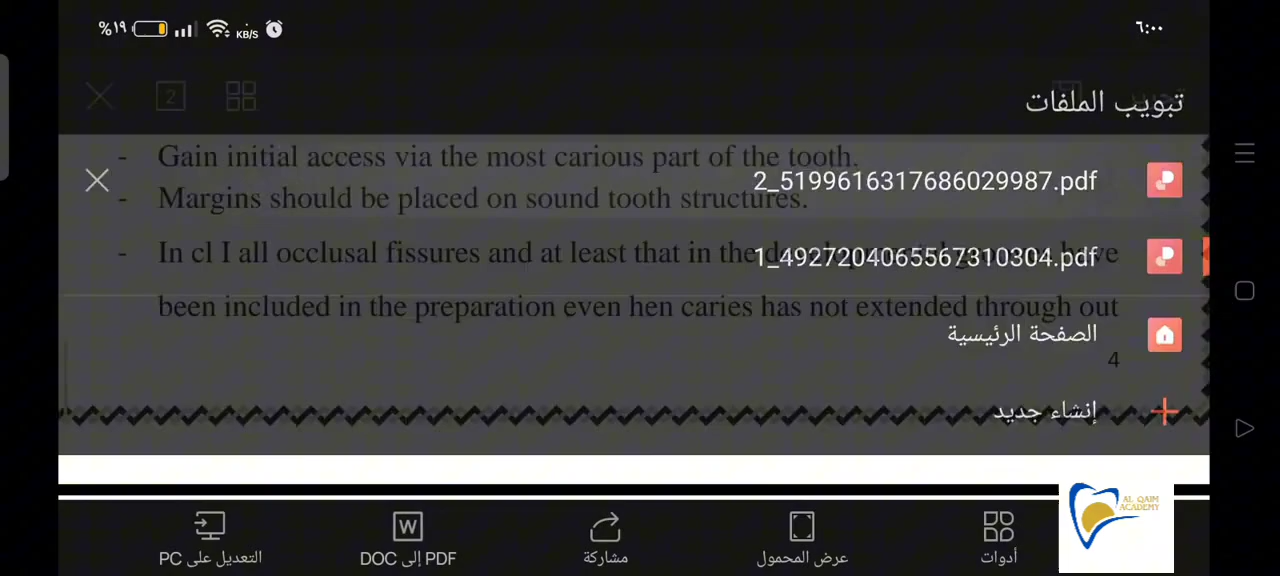 %١٩ KB/S ٦:٠٠
2
تبويب الملفات
Gain initial access via the most carious part of the tooth.
2_5199616317686029987.pdf
- Margins should be placed on sound tooth structures.
- In cl I all occlusal fissures and at least that in the have
1_4927204065567310304.pdf
been included in the preparation even hen caries has not extended through out
الصفحة الرئيسية
4
إنشاء جديد
AL QAIM
ACADEMY
التعديل على PC
PDF إلى DOC
مشاركة
عرض المحمول
أدوات